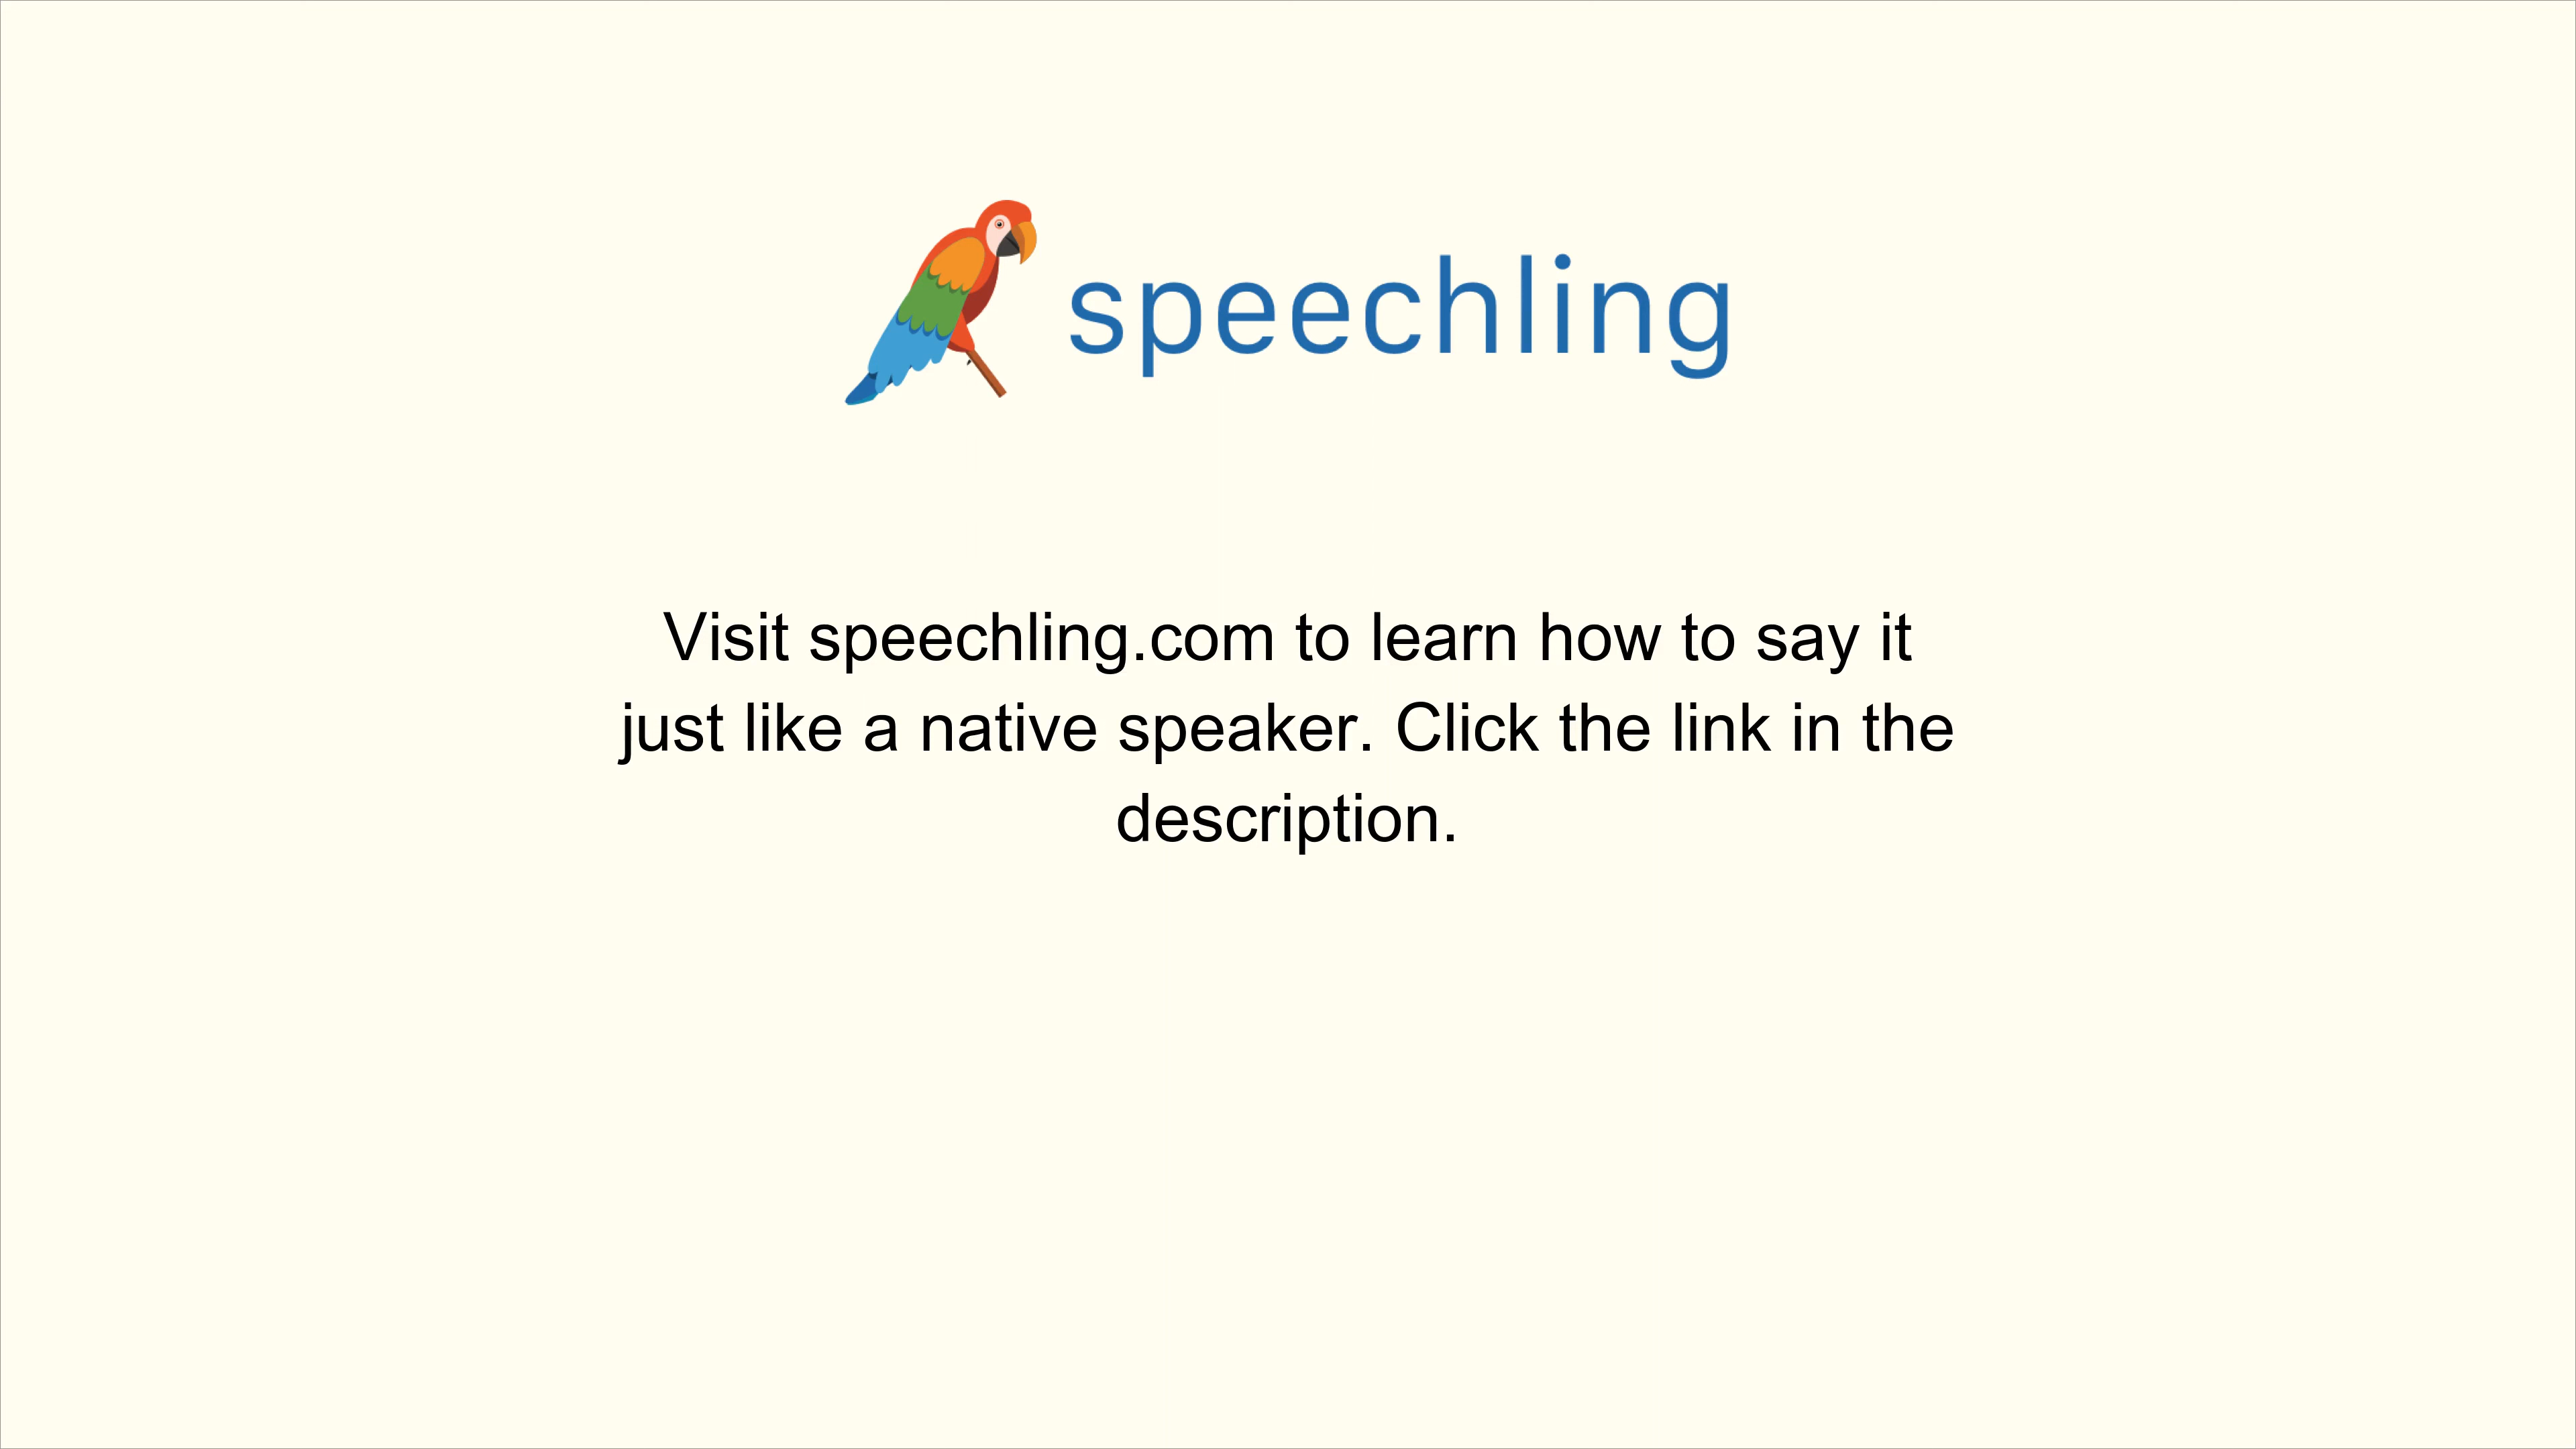 speechling
Visit speechling.com to learn how to say it
just like a native speaker. Click the link in the
description.